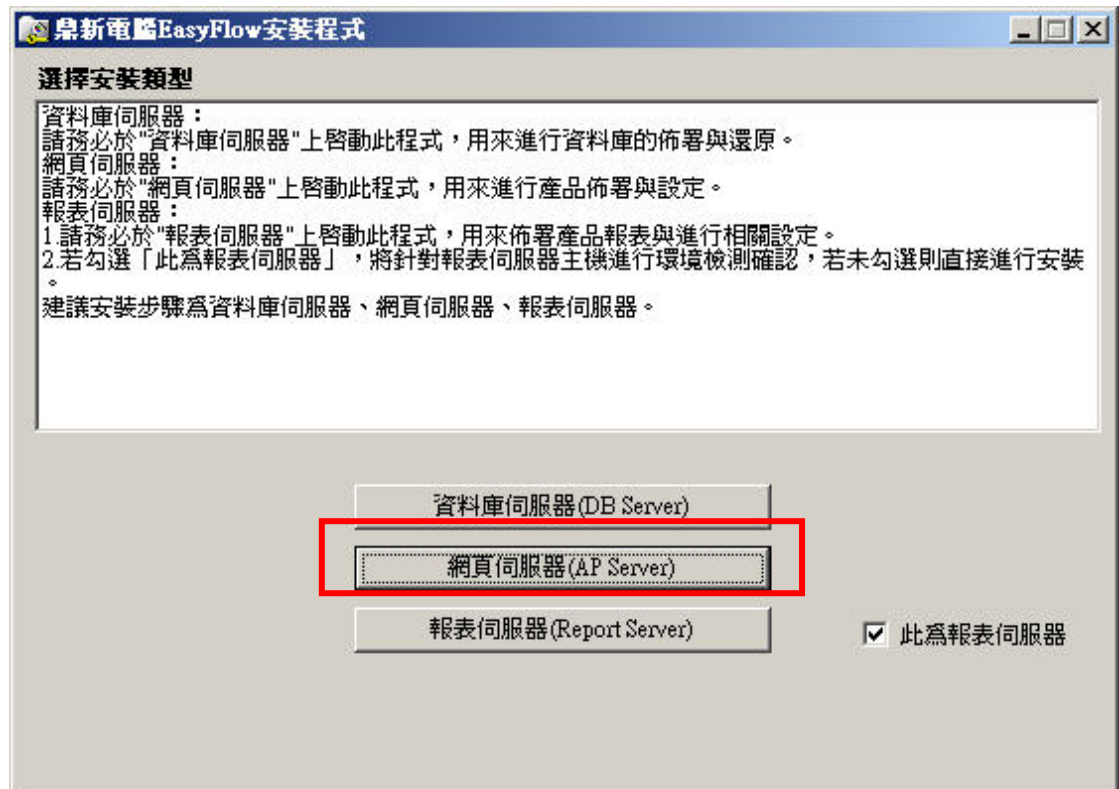 鼎新電腦EasyFlow安裝程式
選擇安裝類型
資料庫伺服器：
請務必於"資料庫伺服器"上啓動此程式，用來進行資料庫的佈署與還原。
網頁伺服器：
請務必於"網頁伺服器"上啓動此程式，用來進行產品佈署與設定。
報表伺服器：
1.請務必於"報表伺服器"上啓動此程式，用來佈署產品報表與進行相關設定。
2.若勾選「此爲報表伺服器」，將針對報表伺服器主機進行環境檢測確認，若未勾選則直接進行安裝
。
建議安裝步驟爲資料庫伺服器、網頁伺服器、報表伺服器。
資料庫伺服器(DB Server)
網頁伺服器(AP Server)
報表伺服器(Report Server)
此爲報表伺服器